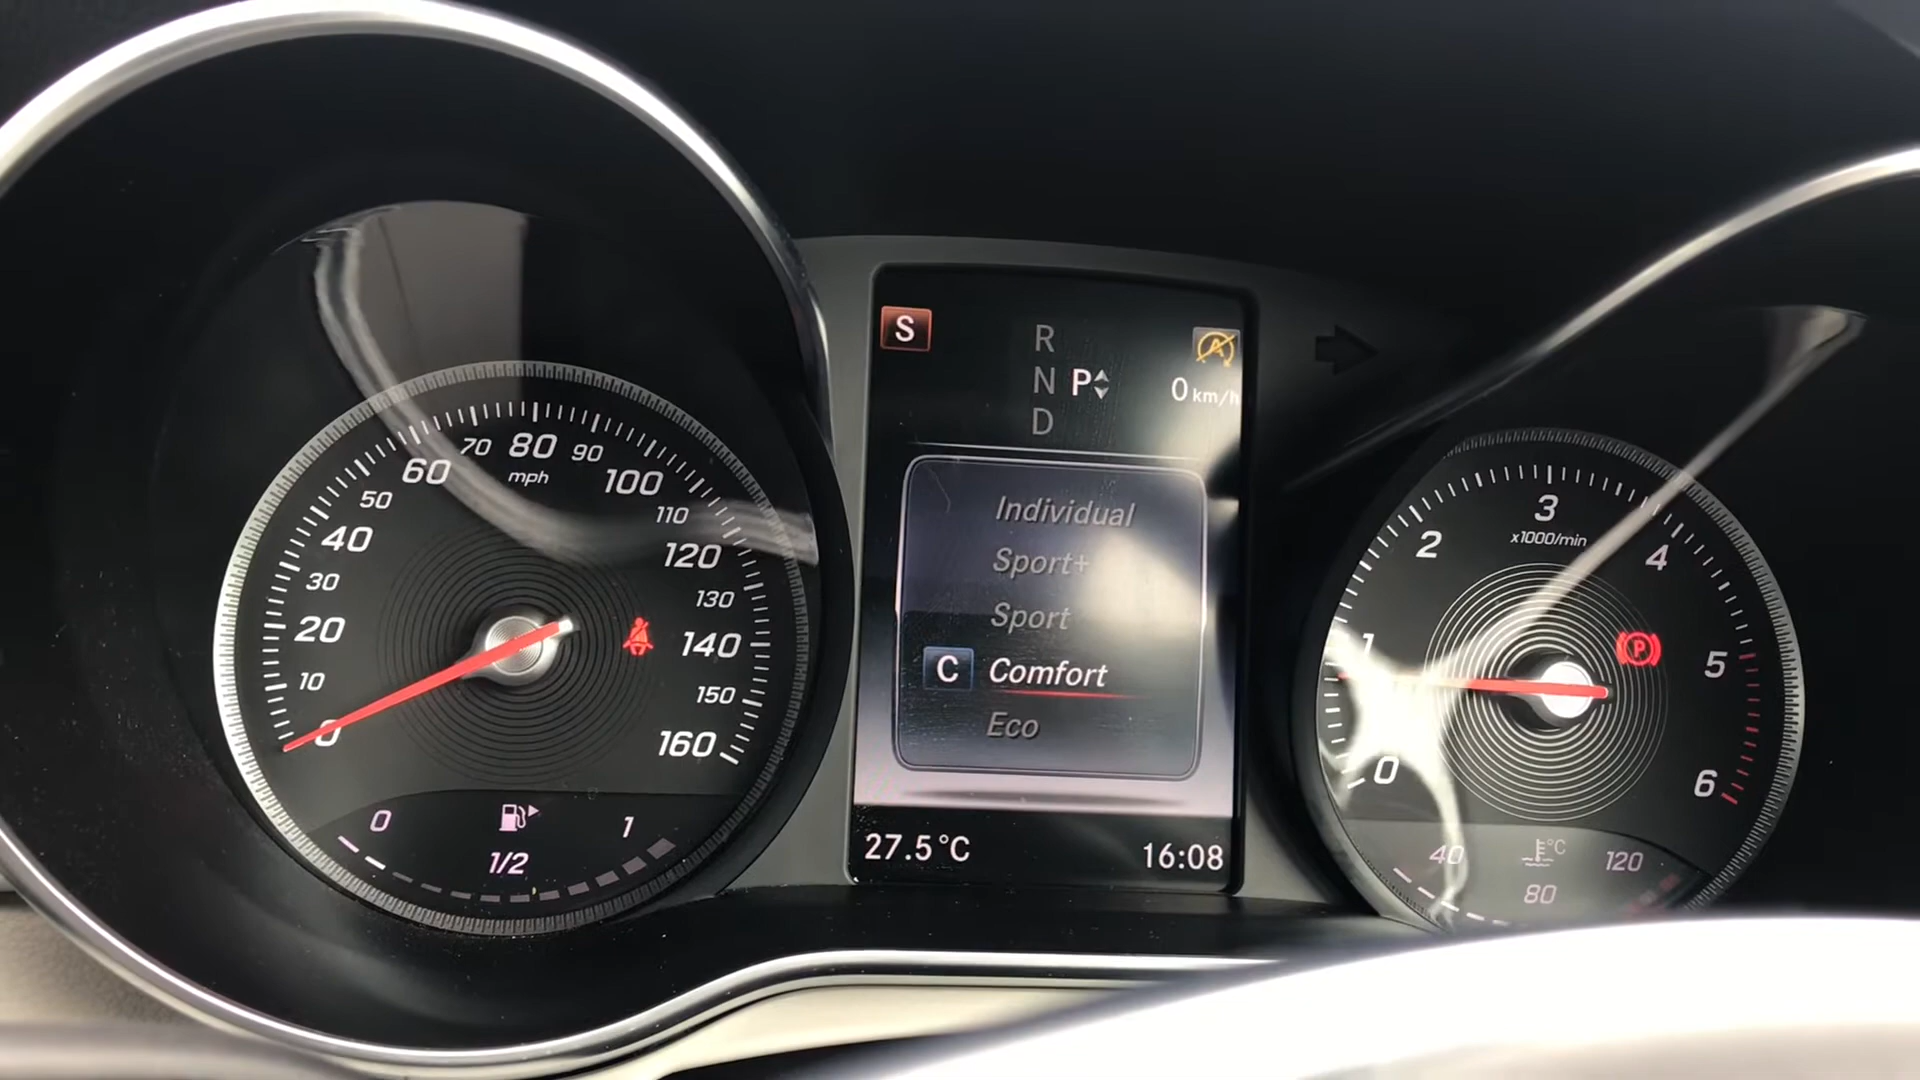 70 80 90
60 mph 100
50 110
40 120
30 130
20 140
10 150
0 160
0 1
1/2
S
R
N P
D
A
0 km/h
Individual
Sport+
Sport
C Comfort
Eco
27.5°C 16:08
3
2 x1000/min 4
1 P 5
0 6
40 °C 120
80